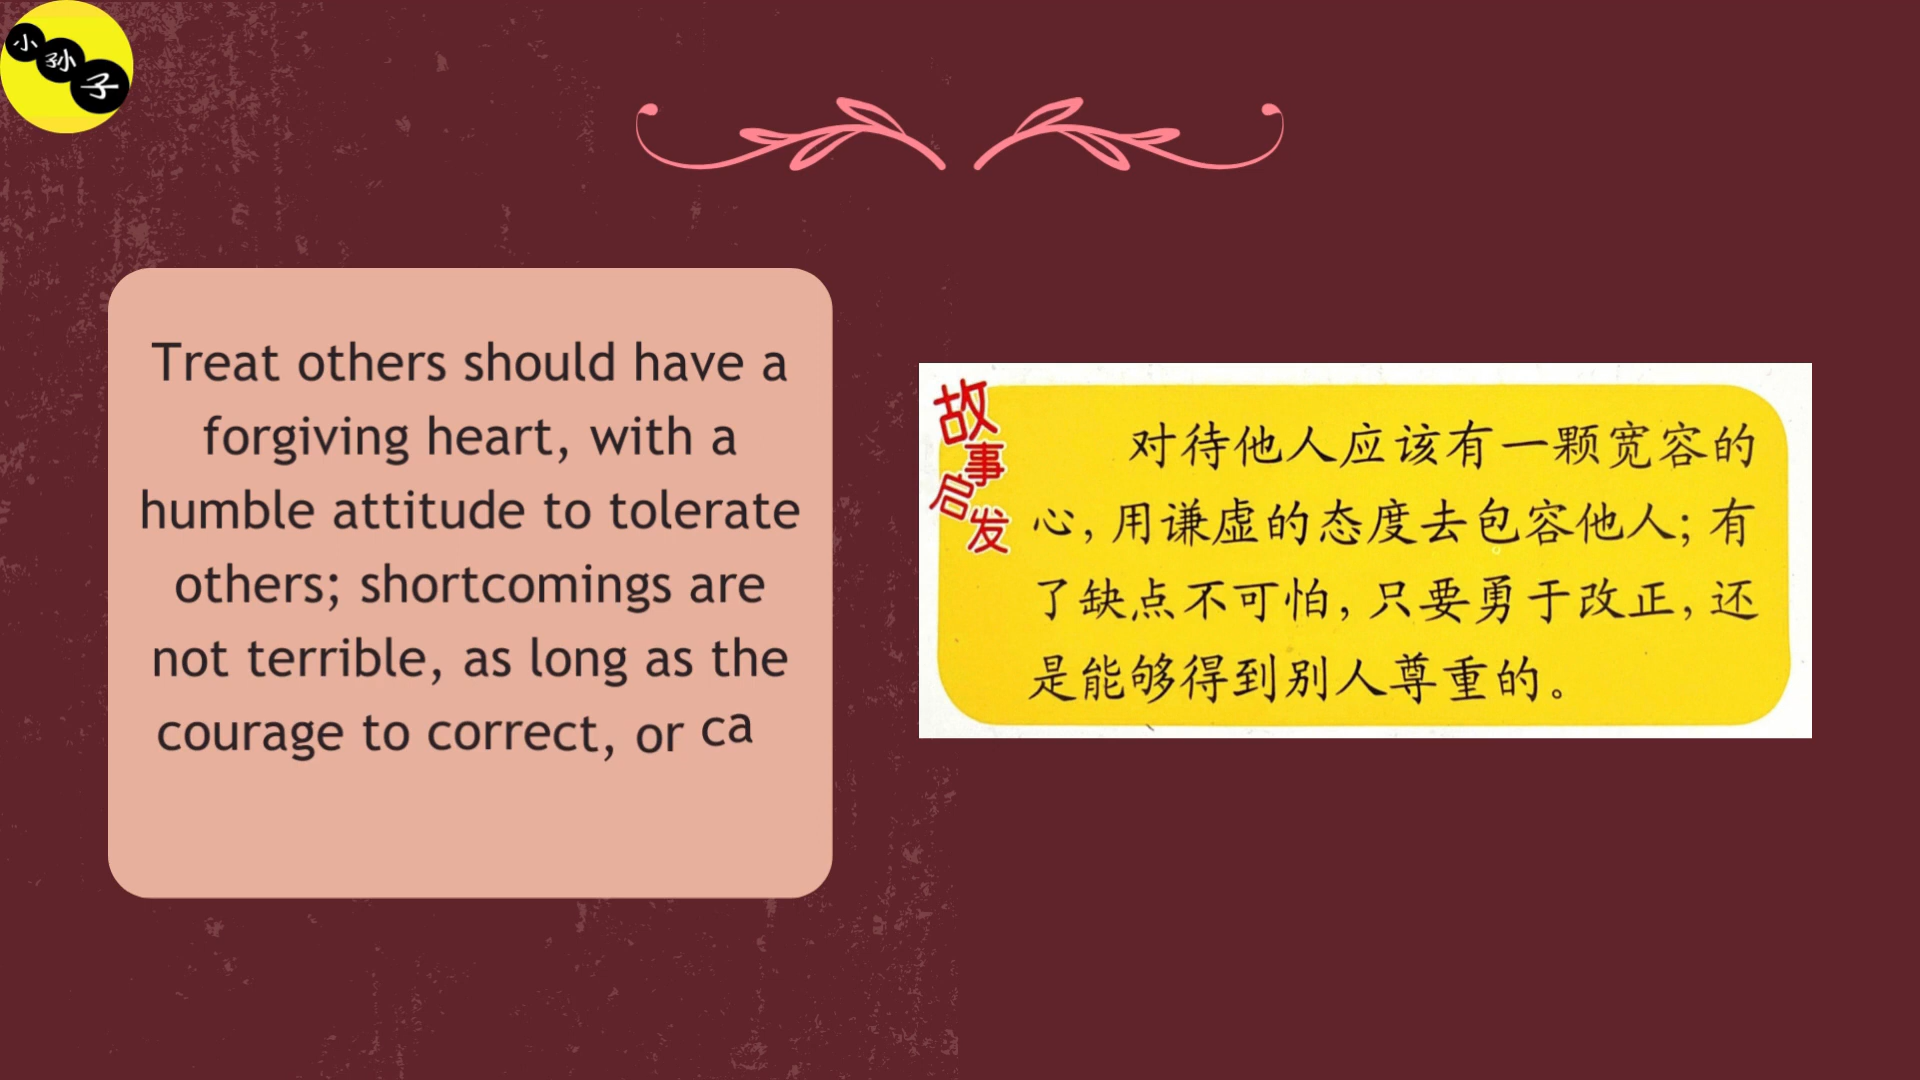 小孙子
Treat others should have a
forgiving heart, with a
humble attitude to tolerate
others; shortcomings are
not terrible, as long as the
courage to correct, or ca
故事启发
对待他人应该有一颗宽容的
心，用谦虚的态度去包容他人；有
了缺点不可怕，只要勇于改正，还
是能够得到别人尊重的。